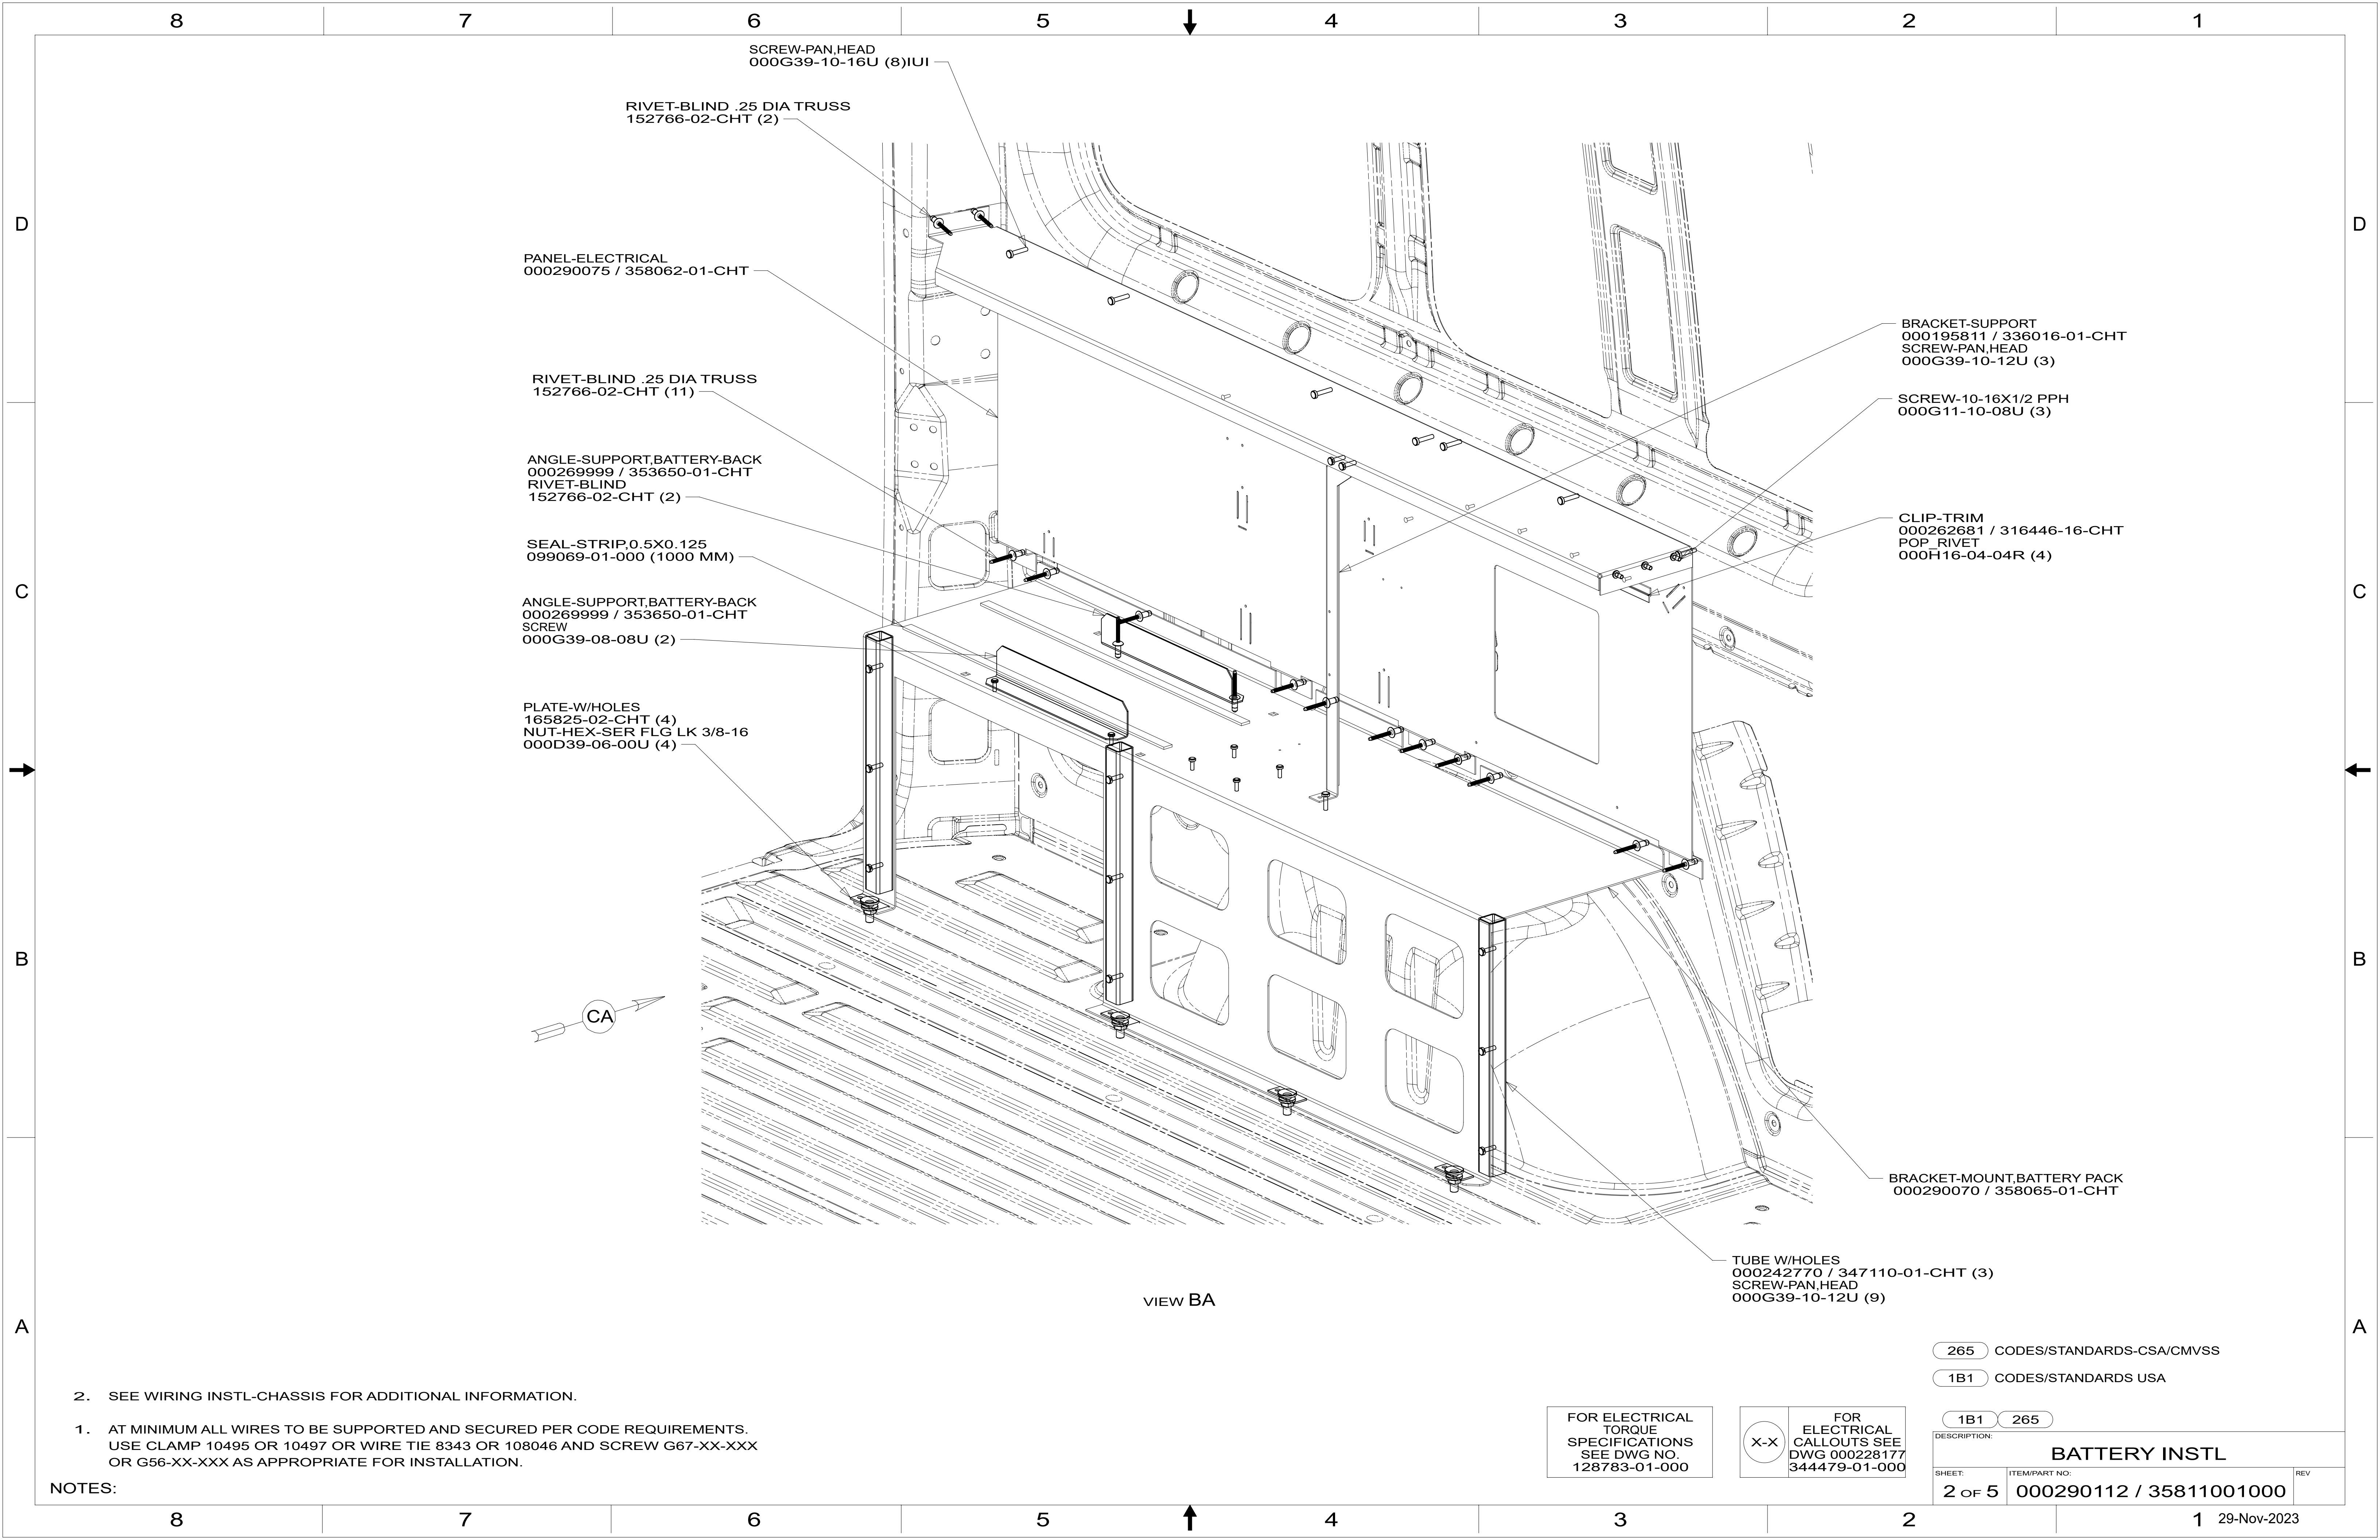 8 7 6 5 4 3 2 1
SCREW-PAN,HEAD
000G39-10-16U (8)IUI
RIVET-BLIND .25 DIA TRUSS
152766-02-CHT (2)
D
D
PANEL-ELECTRICAL
000290075 / 358062-01-CHT
BRACKET-SUPPORT
000195811 / 336016-01-CHT
SCREW-PAN,HEAD
000G39-10-12U (3)
RIVET-BLIND .25 DIA TRUSS
152766-02-CHT (11)
SCREW-10-16X1/2 PPH
000G11-10-08U (3)
ANGLE-SUPPORT,BATTERY-BACK
000269999 / 353650-01-CHT
RIVET-BLIND
152766-02-CHT (2)
CLIP-TRIM
000262681 / 316446-16-CHT
POP_RIVET
000H16-04-04R (4)
SEAL-STRIP,0.5X0.125
099069-01-000 (1000 MM)
C
C
ANGLE-SUPPORT,BATTERY-BACK
000269999 / 353650-01-CHT
SCREW
000G39-08-08U (2)
PLATE-W/HOLES
165825-02-CHT (4)
NUT-HEX-SER FLG LK 3/8-16
000D39-06-00U (4)
B
B
CA
BRACKET-MOUNT,BATTERY PACK
000290070 / 358065-01-CHT
TUBE W/HOLES
000242770 / 347110-01-CHT (3)
SCREW-PAN,HEAD
000G39-10-12U (9)
VIEW BA
A
A
265 CODES/STANDARDS-CSA/CMVSS
1B1 CODES/STANDARDS USA
1B1 265
2. SEE WIRING INSTL-CHASSIS FOR ADDITIONAL INFORMATION.
1. AT MINIMUM ALL WIRES TO BE SUPPORTED AND SECURED PER CODE REQUIREMENTS.
USE CLAMP 10495 OR 10497 OR WIRE TIE 8343 OR 108046 AND SCREW G67-XX-XXX
OR G56-XX-XXX AS APPROPRIATE FOR INSTALLATION.
NOTES:
FOR ELECTRICAL
TORQUE
SPECIFICATIONS
SEE DWG NO.
128783-01-000
X-X
FOR
ELECTRICAL
CALLOUTS SEE
DWG 000228177
344479-01-000
DESCRIPTION:
BATTERY INSTL
SHEET: ITEM/PART NO: REV
2 OF 5 000290112 / 35811001000
8 7 6 5 4 3 2 1 29-Nov-2023